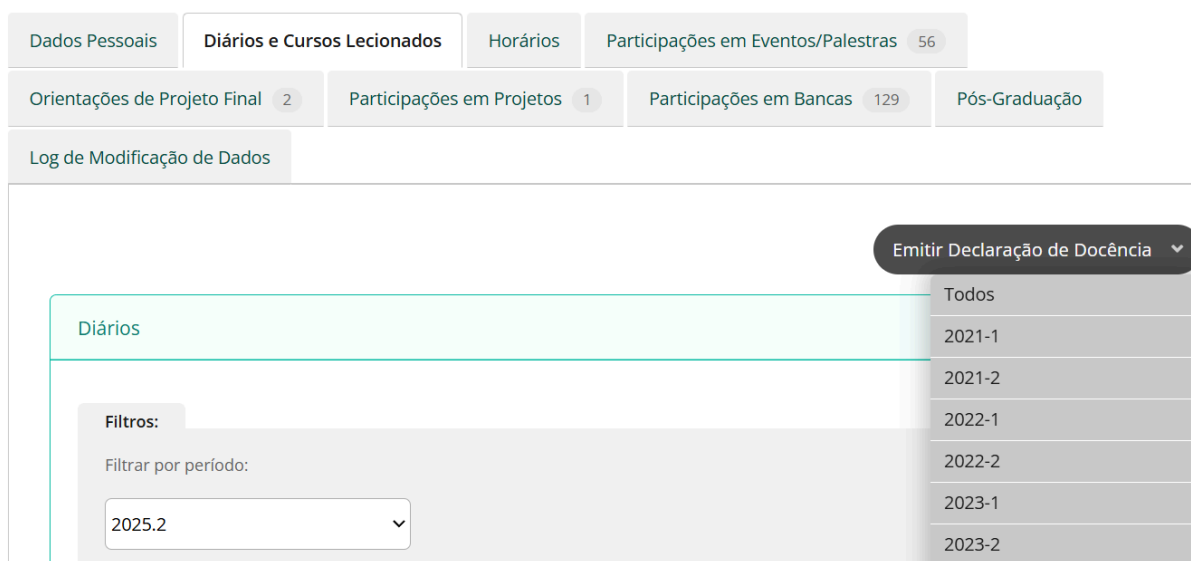 Dados Pessoais Diários e Cursos Lecionados Horários Participações em Eventos/Palestras 56
Orientações de Projeto Final 2 Participações em Projetos 1 Participações em Bancas 129 Pós-Graduação
Log de Modificação de Dados
Emitir Declaração de Docência
Todos
2021-1
2021-2
2022-1
2022-2
2023-1
2023-2
Diários
Filtros:
Filtrar por período:
2025.2